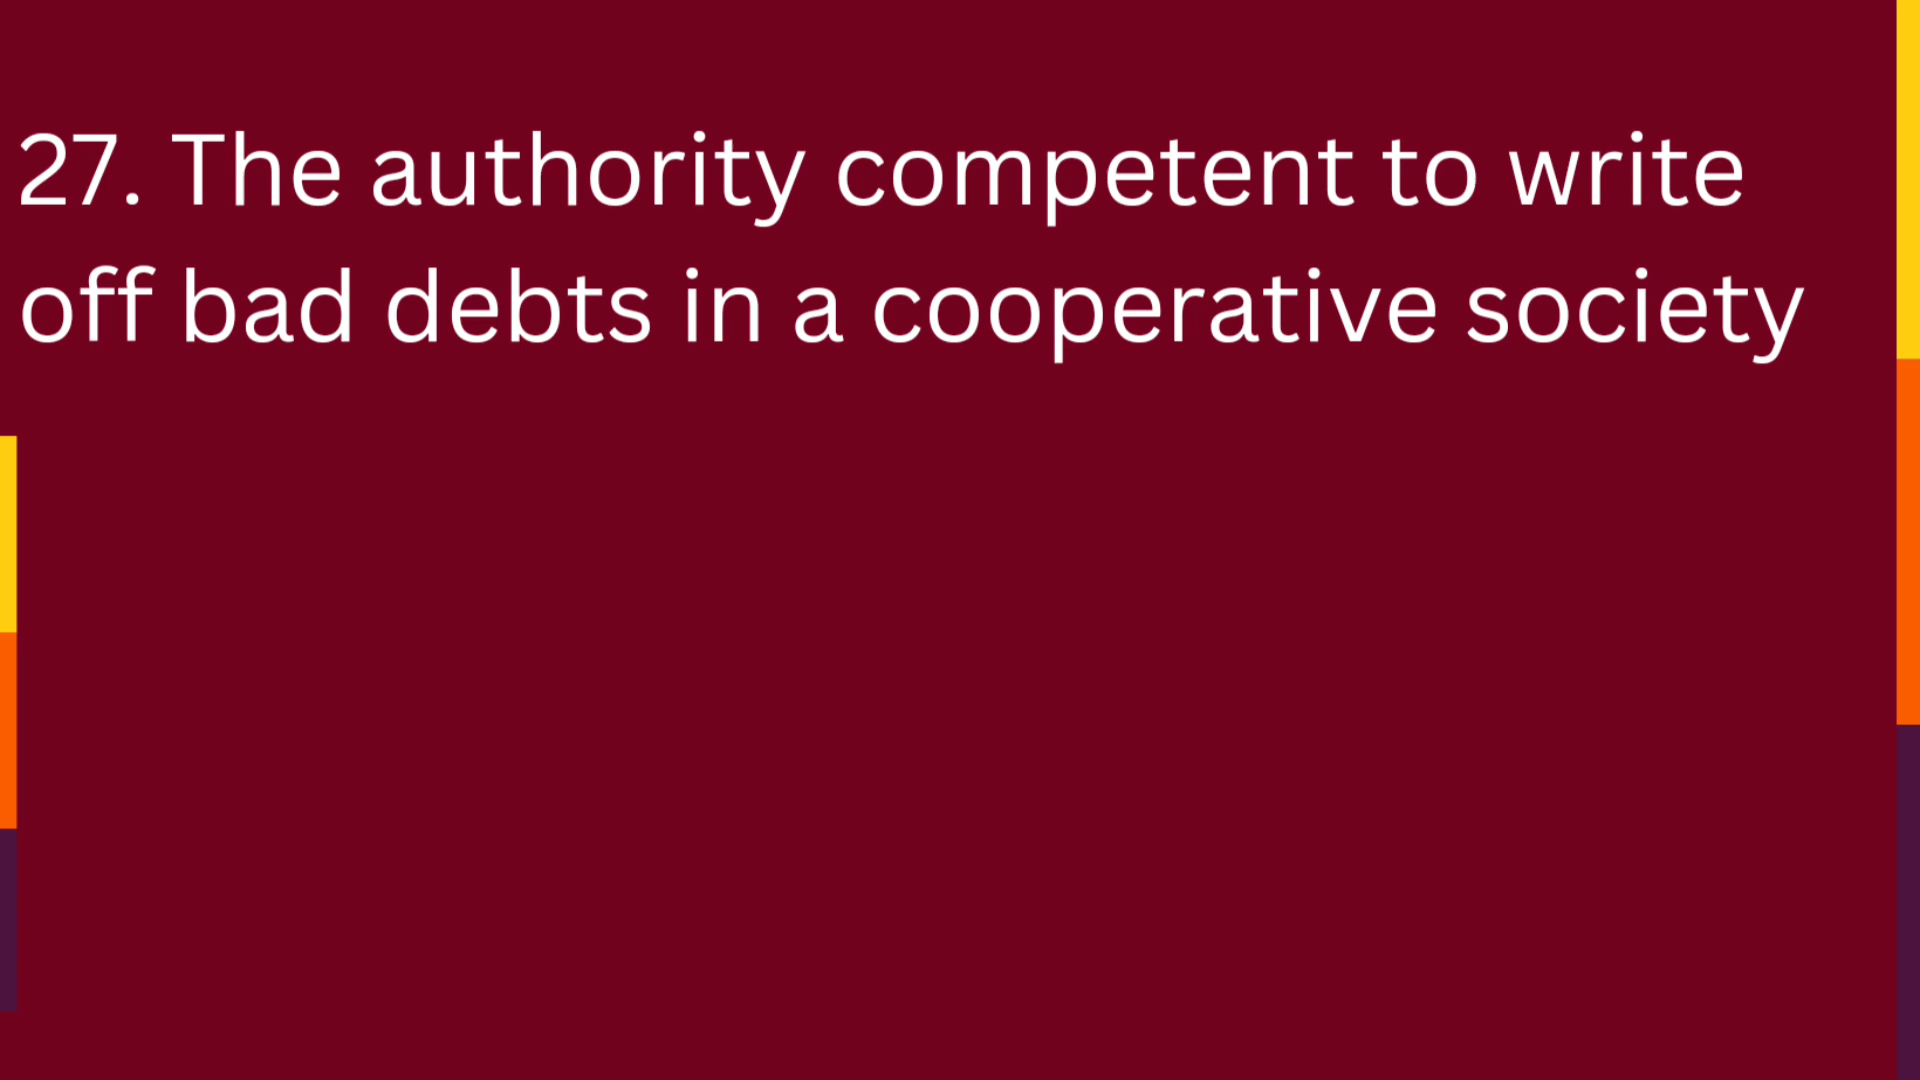 27. The authority competent to write
off bad debts in a cooperative society